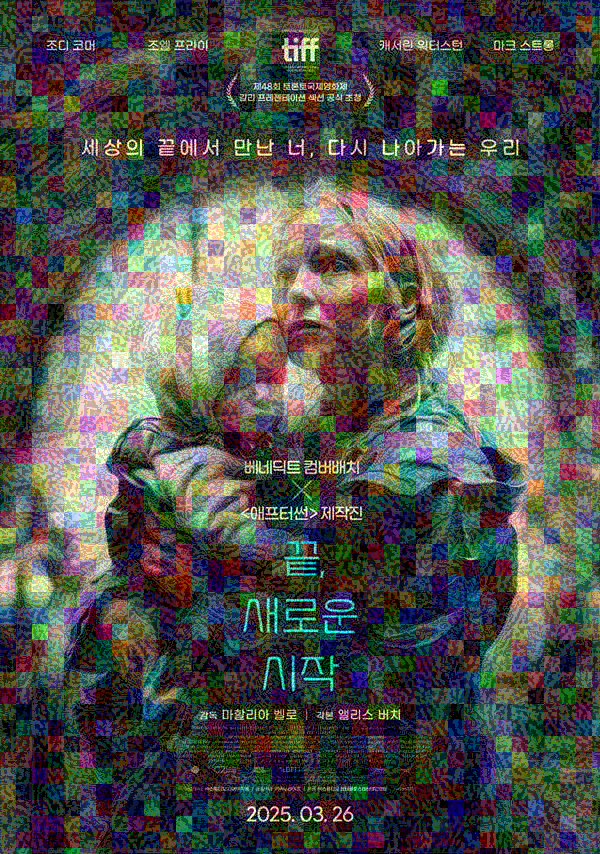 조디 코머 조엘 프라이 tiff 캐서린 워터스턴 마크 스트롱
제48회 토론토국제영화제
갈라 프레젠테이션 섹션 공식 초청
세상의 끝에서 만난 너, 다시 나아가는 우리
베네딕트 컴버배치
×
<애프터썬> 제작진
끝,
새로운
시작
감독 마할리아 벨로 | 각본 앨리스 버치
2025. 03. 26